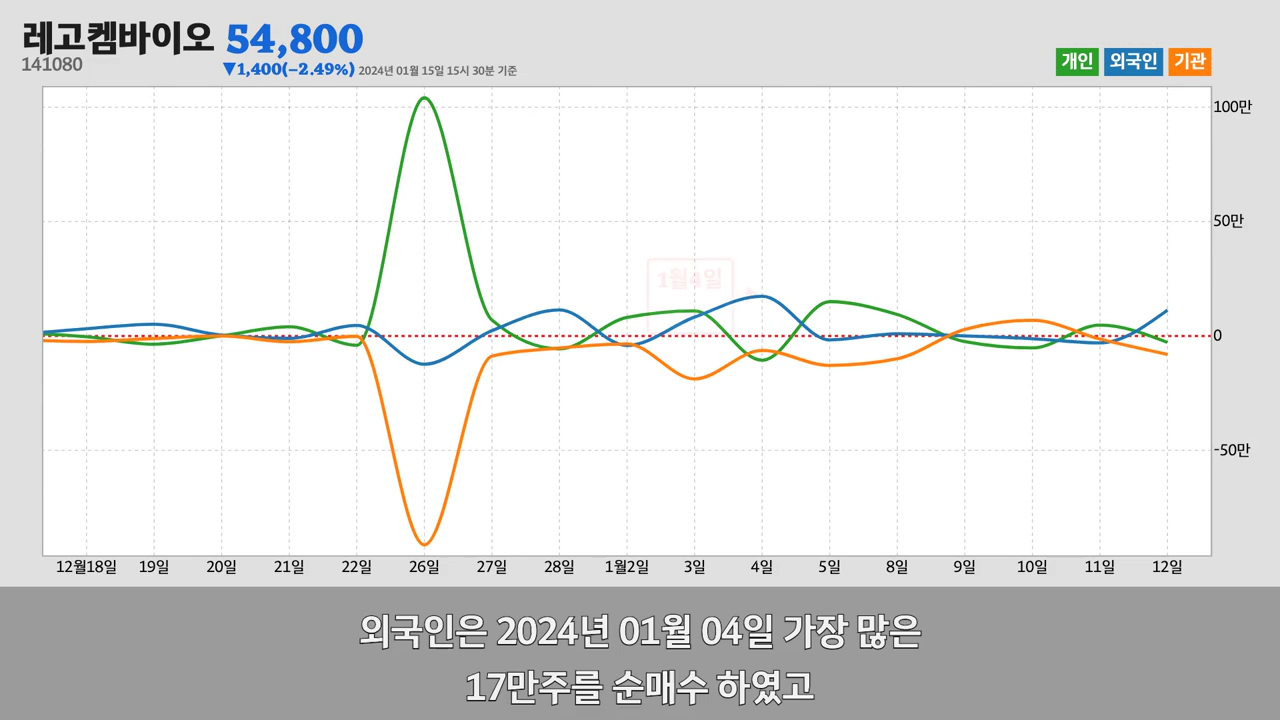 레고켐바이오 54,800
141080
▼1,400(−2.49%) 2024년 01월 15일 15시 30분 기준
개인 외국인 기관
100만
50만
1월4일
0
-50만
12월18일 19일 20일 21일 22일 26일 27일 28일 1월2일 3일 4일 5일 8일 9일 10일 11일 12일
외국인은 2024년 01월 04일 가장 많은
17만주를 순매수 하였고